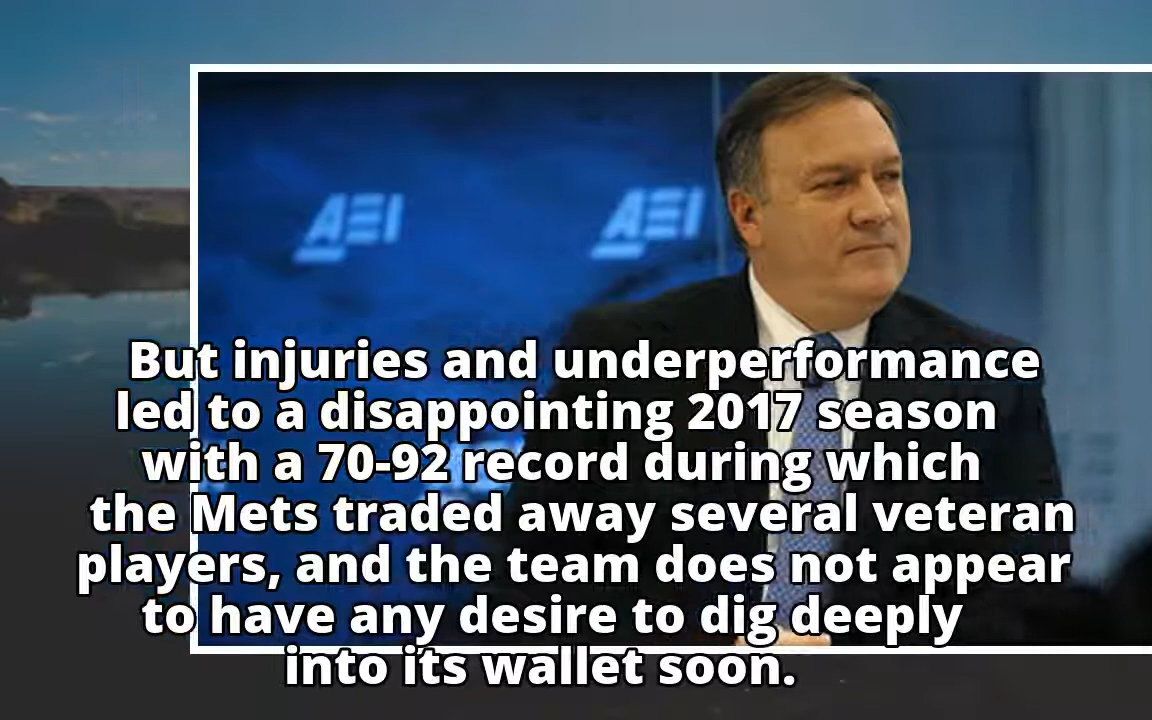 AEI AEI
But injuries and underperformance
led to a disappointing 2017 season
with a 70-92 record during which
the Mets traded away several veteran
players, and the team does not appear
to have any desire to dig deeply
into its wallet soon.